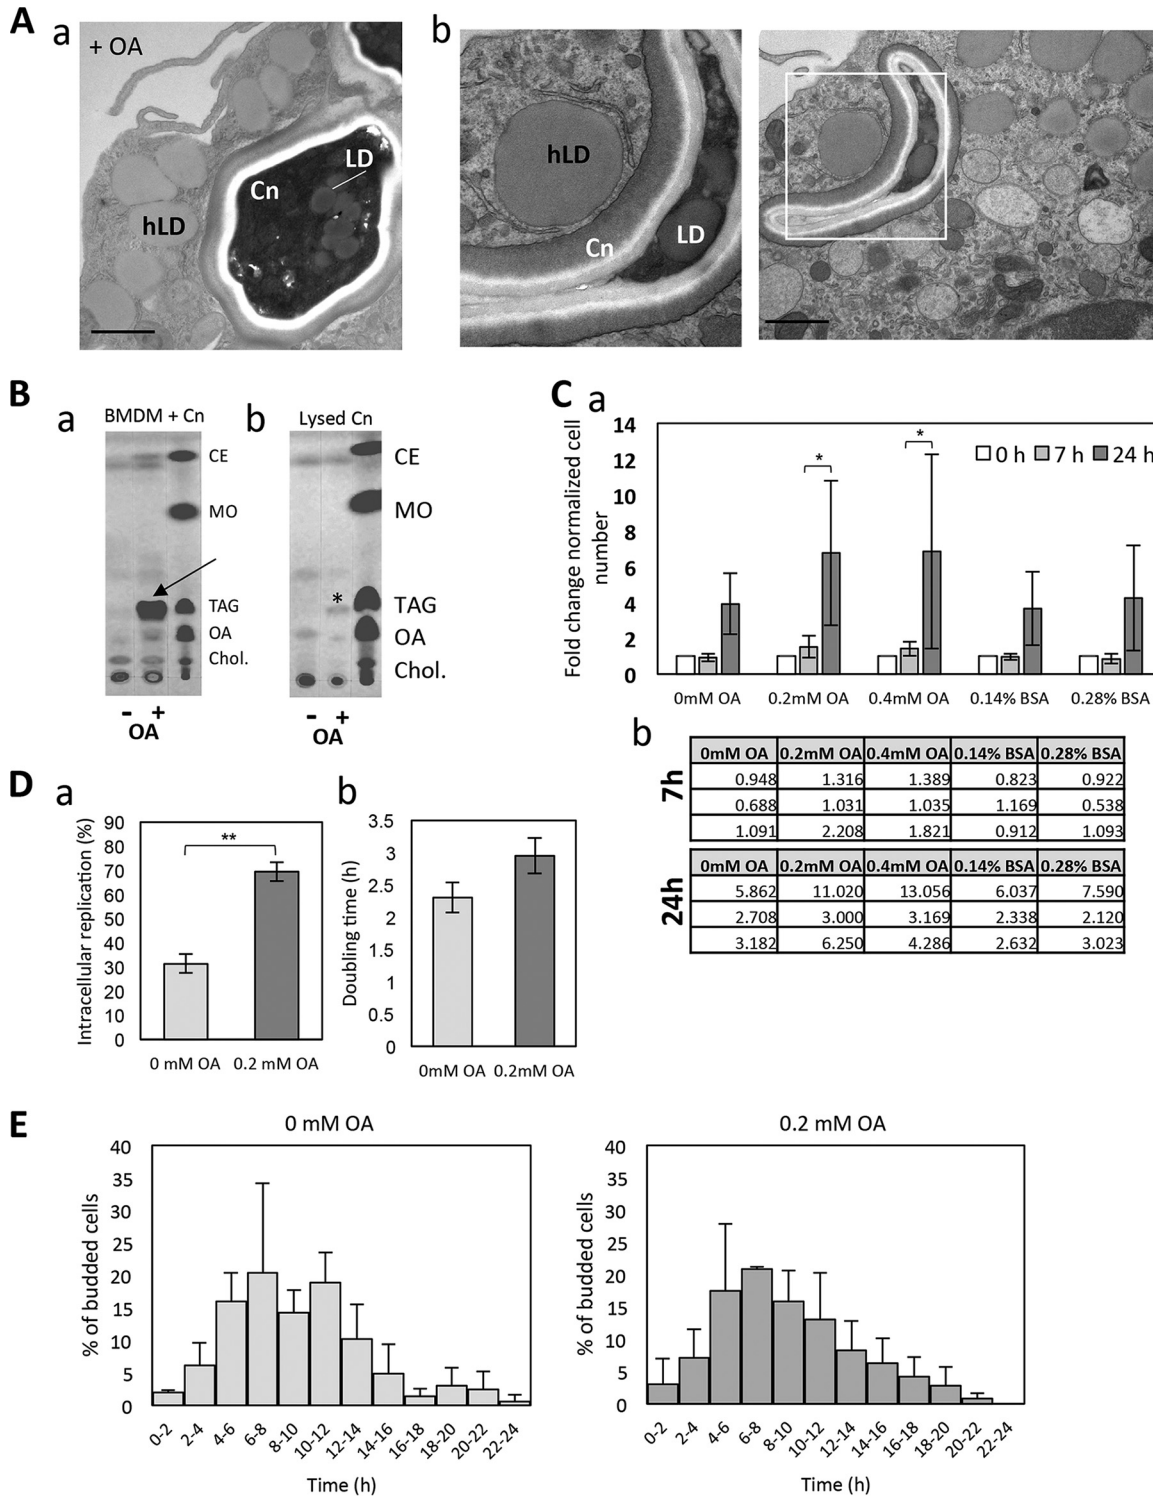 A
a
+ OA
LD
Cn
hLD
b
hLD
Cn
LD
B
a
BMDM + Cn
CE
MO
TAG
OA
Chol.
- +
OA
b
Lysed Cn
CE
MO
*
TAG
OA
Chol.
- +
OA
C
a
Fold change normalized cell
number
14
12
10
8
6
4
2
0
* *
0 h 7 h 24 h
0mM OA 0.2mM OA 0.4mM OA 0.14% BSA 0.28% BSA
b
7h
0mM OA 0.2mM OA 0.4mM OA 0.14% BSA 0.28% BSA
0.948 1.316 1.389 0.823 0.922
0.688 1.031 1.035 1.169 0.538
1.091 2.208 1.821 0.912 1.093
24h
0mM OA 0.2mM OA 0.4mM OA 0.14% BSA 0.28% BSA
5.862 11.020 13.056 6.037 7.590
2.708 3.000 3.169 2.338 2.120
3.182 6.250 4.286 2.632 3.023
D
a
Intracellular replication (%)
90
80
70
60
50
40
30
20
10
0
**
0 mM OA 0.2 mM OA
b
Doubling time (h)
3.5
3
2.5
2
1.5
1
0.5
0
0mM OA 0.2mM OA
E
0 mM OA
% of budded cells
40
35
30
25
20
15
10
5
0
0-2 2-4 4-6 6-8 8-10 10-12 12-14 14-16 16-18 18-20 20-22 22-24
Time (h)
0.2 mM OA
% of budded cells
40
35
30
25
20
15
10
5
0
0-2 2-4 4-6 6-8 8-10 10-12 12-14 14-16 16-18 18-20 20-22 22-24
Time (h)